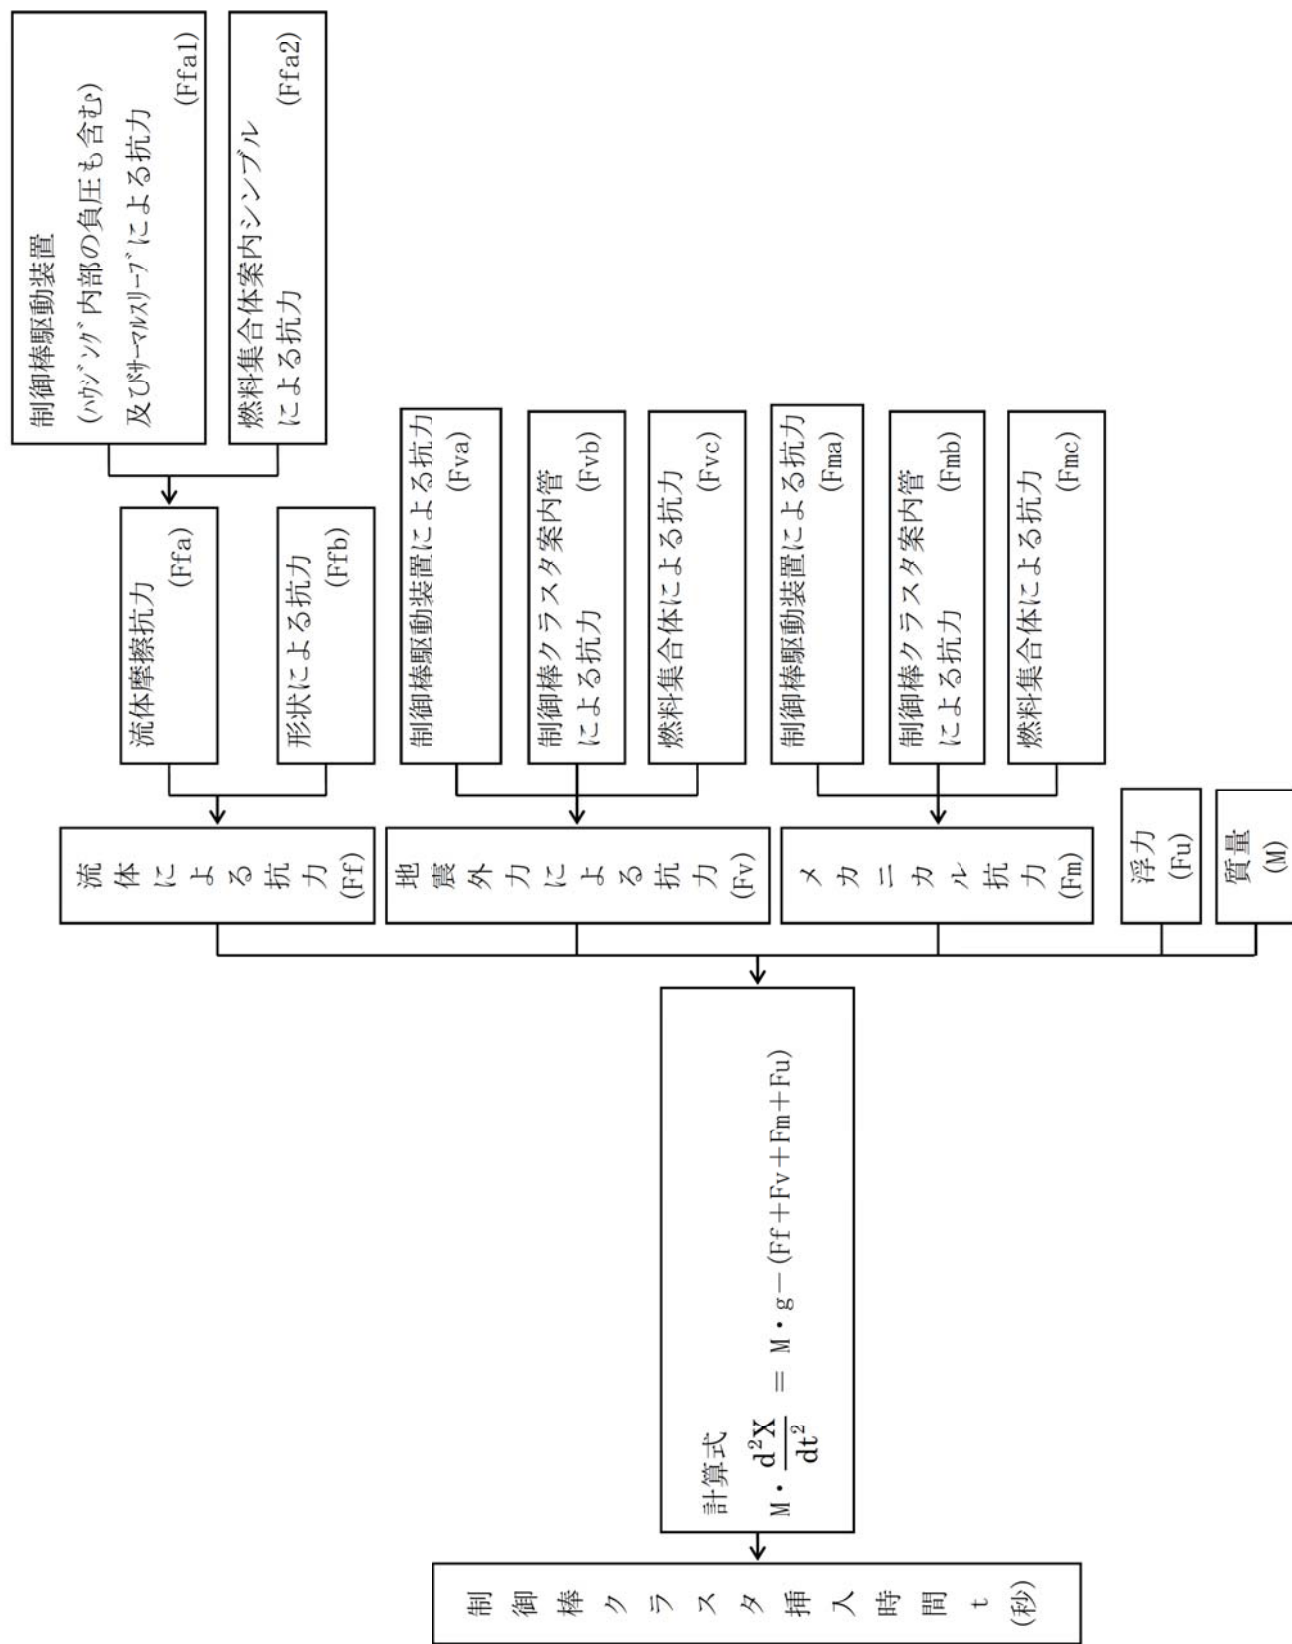 制御棒クラスタ挿入時間t
(秒)
計算式
M・d²X/dt² = M・g－(Ff＋Fv＋Fm＋Fu)
流体による抗力
(Ff)
地震外力による抗力
(Fv)
メカニカル抗力
(Fm)
浮力
(Fu)
質量
(M)
流体摩擦抗力
(Ffa)
形状による抗力
(Ffb)
制御棒駆動装置による抗力
(Fva)
制御棒クラスタ案内管
による抗力 (Fvb)
燃料集合体による抗力
(Fvc)
制御棒駆動装置による抗力
(Fma)
制御棒クラスタ案内管
による抗力 (Fmb)
燃料集合体による抗力
(Fmc)
制御棒駆動装置
(ﾊｳｼﾞﾝｸﾞ内部の負圧も含む)
及びｻｰﾏﾙｽﾘｰﾌﾞによる抗力
(Ffa1)
燃料集合体案内シンブル
による抗力 (Ffa2)